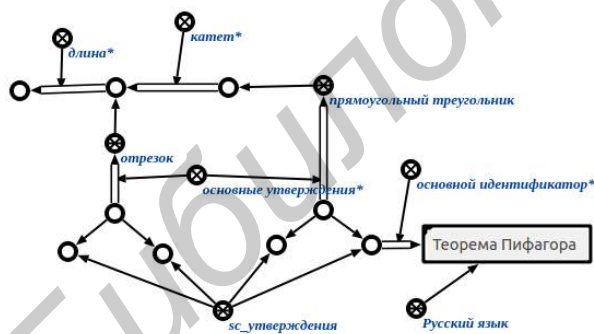 катет*
длина*
прямоугольный треугольник
отрезок
основные утверждения*
основной идентификатор*
Теорема Пифагора
sc_утверждения
Русский язык